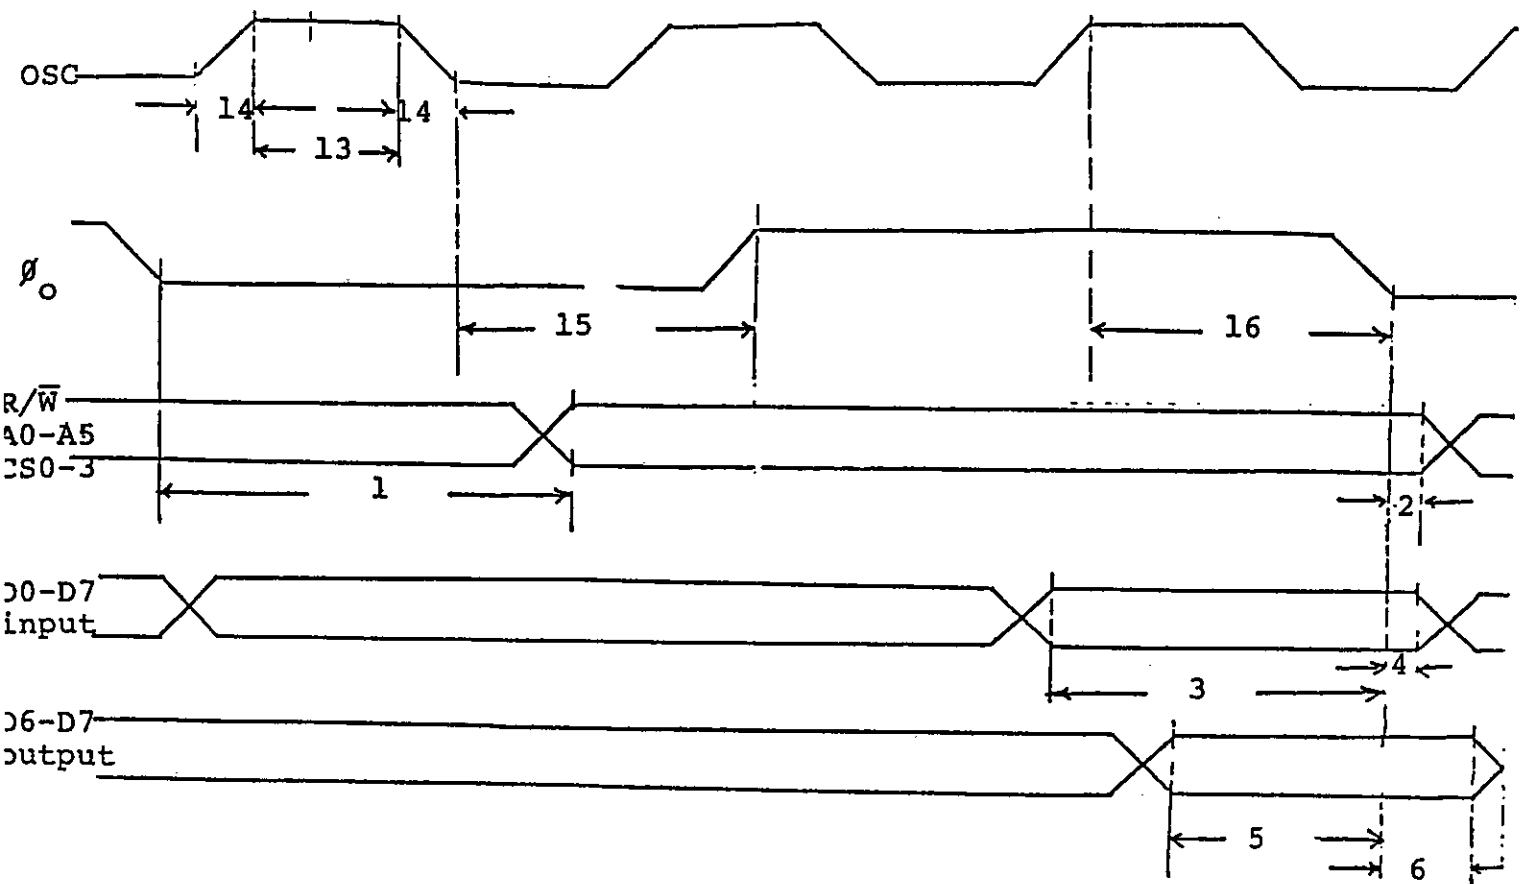 OSC
14 14
13
Ø₀
15 16
R/W̅
A0-A5
CS0-3
1 2
D0-D7
input
4
3
D6-D7
output
5
6